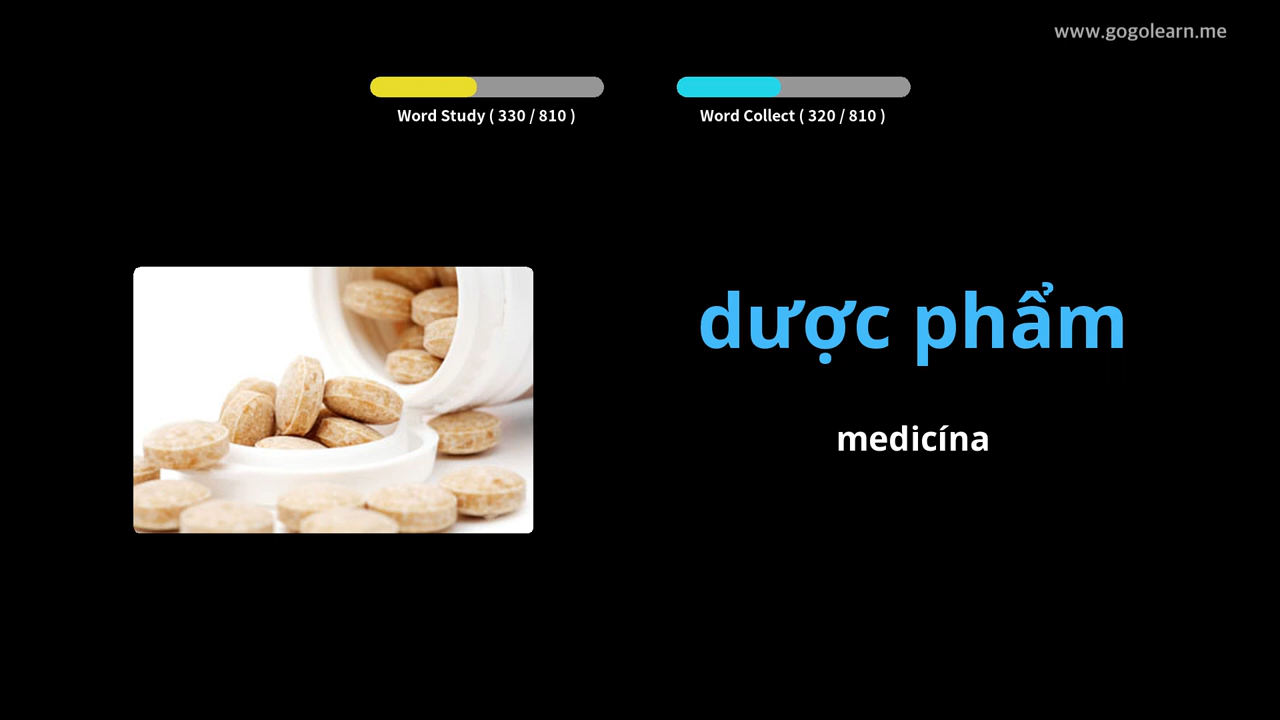 www.gogolearn.me
Word Study ( 330 / 810 )
Word Collect ( 320 / 810 )
dược phẩm
medicína